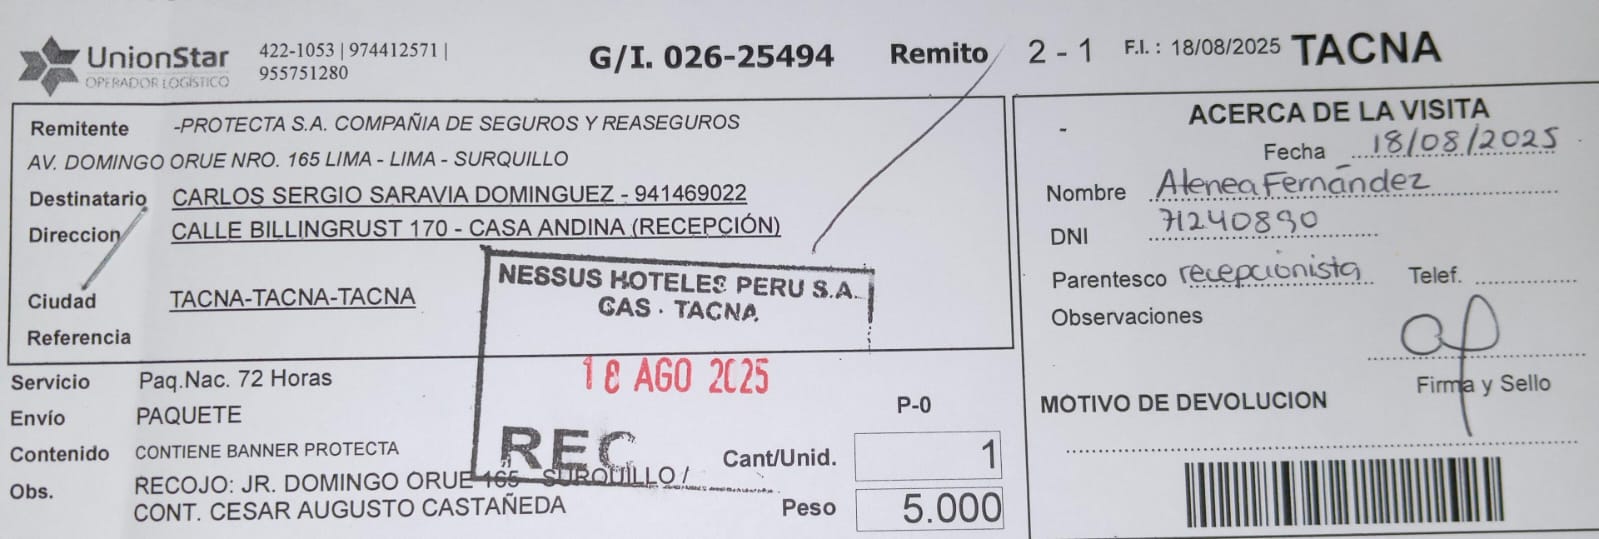 UnionStar
OPERADOR LOGÍSTICO
422-1053 | 974412571 |
955751280
G/I. 026-25494 Remito 2 - 1 F.I. : 18/08/2025 TACNA
Remitente -PROTECTA S.A. COMPAÑIA DE SEGUROS Y REASEGUROS
AV. DOMINGO ORUE NRO. 165 LIMA - LIMA - SURQUILLO
Destinatario CARLOS SERGIO SARAVIA DOMINGUEZ - 941469022
Direccion CALLE BILLINGRUST 170 - CASA ANDINA (RECEPCIÓN)
Ciudad TACNA-TACNA-TACNA
Referencia
NESSUS HOTELES PERU S.A.
CAS - TACNA
18 AGO 2025
REC
Servicio Paq.Nac. 72 Horas
Envío PAQUETE
Contenido CONTIENE BANNER PROTECTA
Obs. RECOJO: JR. DOMINGO ORUE 165 - SURQUILLO /
CONT. CESAR AUGUSTO CASTAÑEDA
P-0
Cant/Unid. 1
Peso 5.000
ACERCA DE LA VISITA
-
Fecha 18/08/2025
Nombre Atenea Fernández
DNI 71240890
Parentesco recepcionista Telef.
Observaciones
Firma y Sello
MOTIVO DE DEVOLUCION